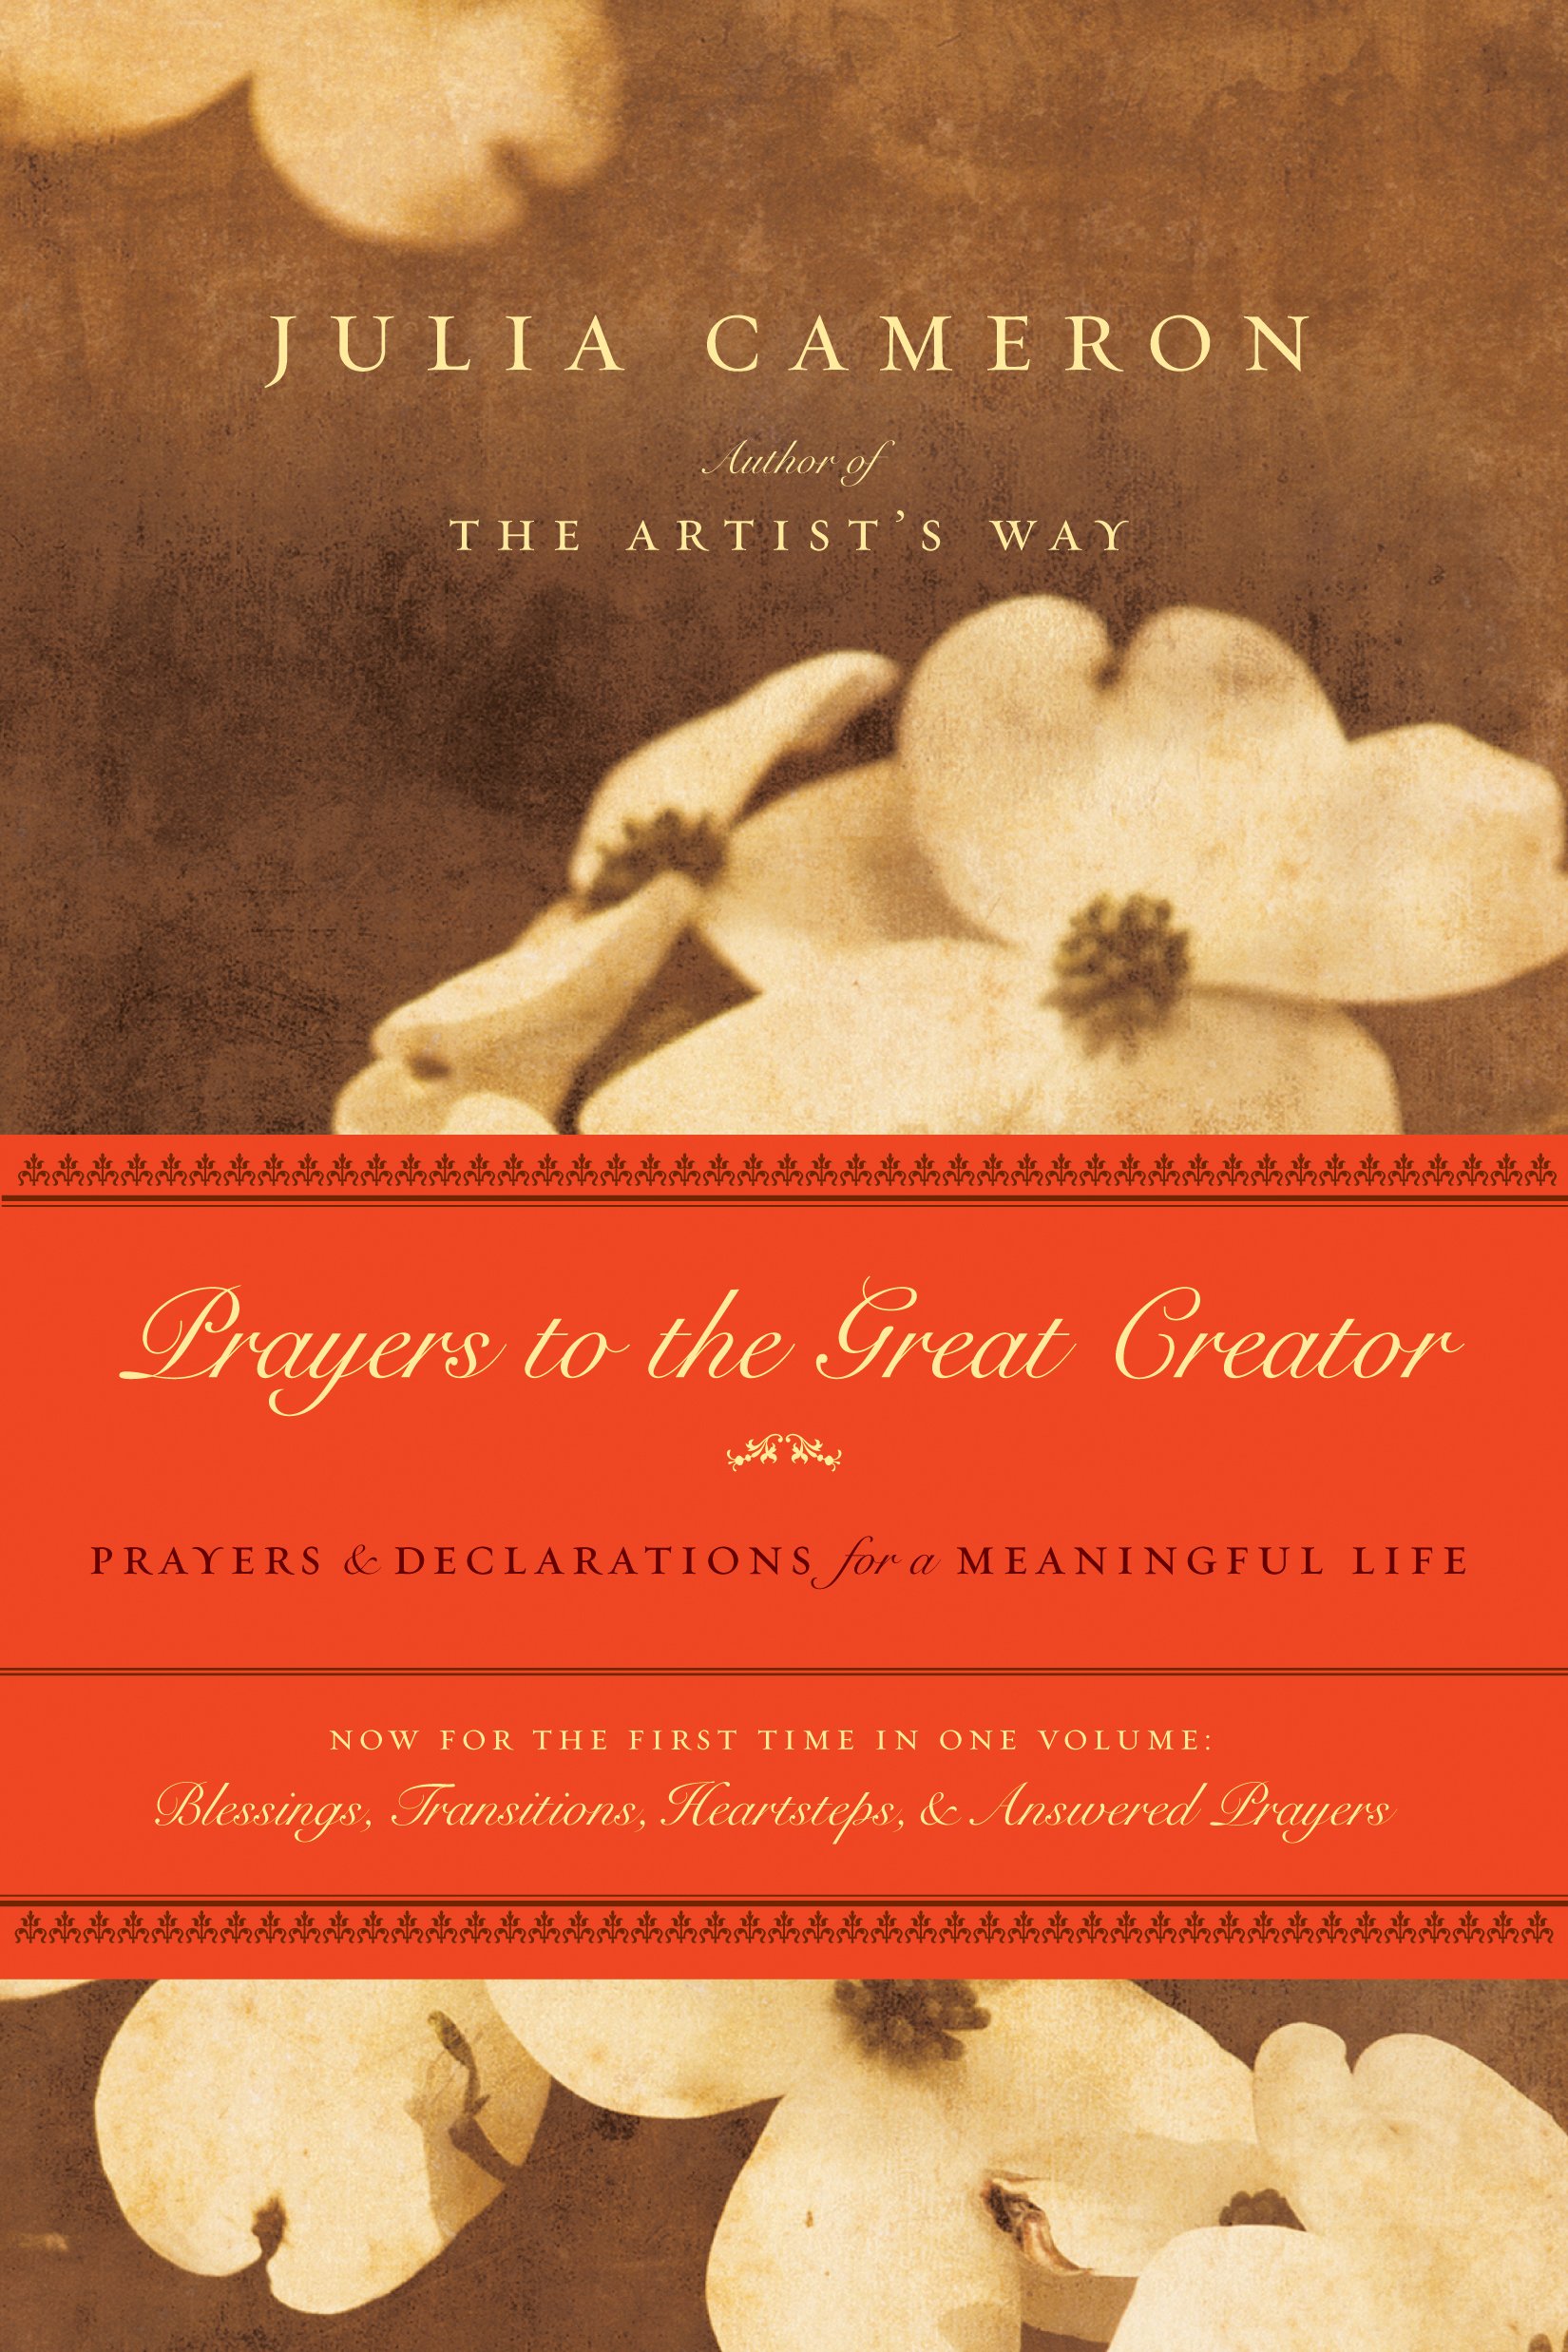 JULIA CAMERON
Author of
THE ARTIST’S WAY
Prayers to the Great Creator
PRAYERS & DECLARATIONS for a MEANINGFUL LIFE
NOW FOR THE FIRST TIME IN ONE VOLUME:
Blessings, Transitions, Heartsteps, & Answered Prayers